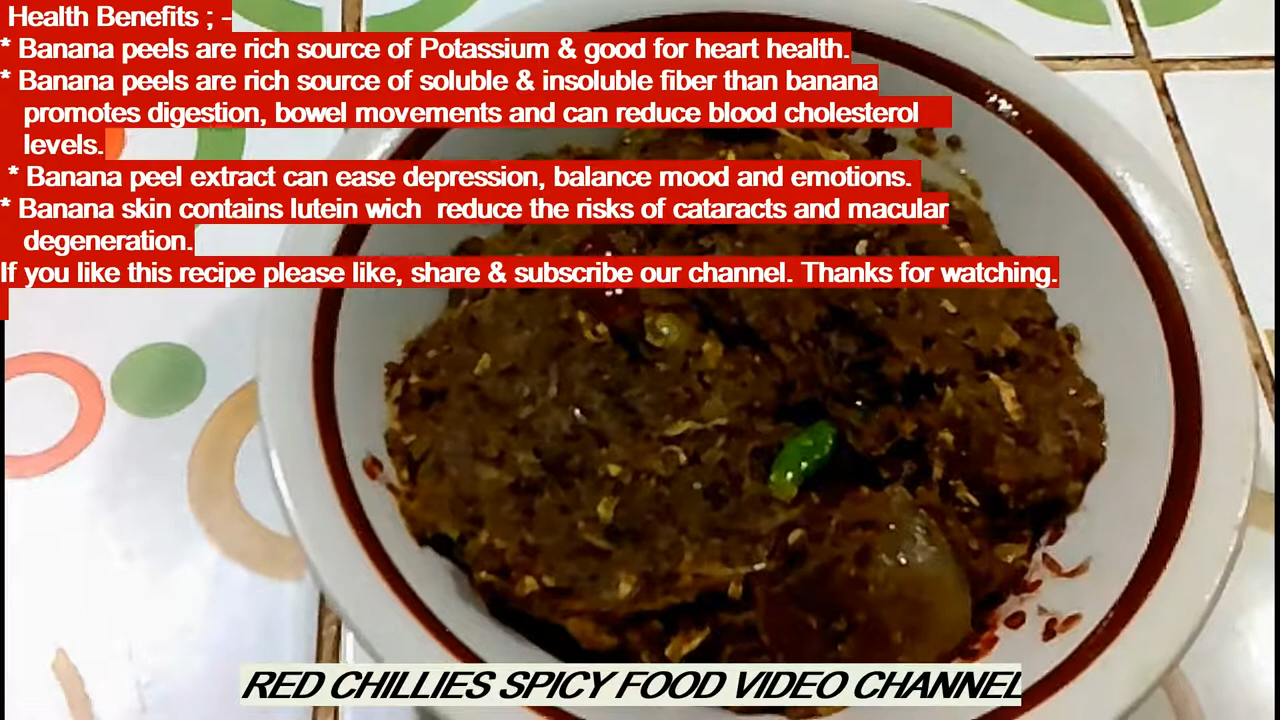 Health Benefits ; -
* Banana peels are rich source of Potassium & good for heart health.
* Banana peels are rich source of soluble & insoluble fiber than banana
promotes digestion, bowel movements and can reduce blood cholesterol
levels.
* Banana peel extract can ease depression, balance mood and emotions.
* Banana skin contains lutein wich  reduce the risks of cataracts and macular
degeneration.
If you like this recipe please like, share & subscribe our channel. Thanks for watching.
RED CHILLIES SPICY FOOD VIDEO CHANNEL